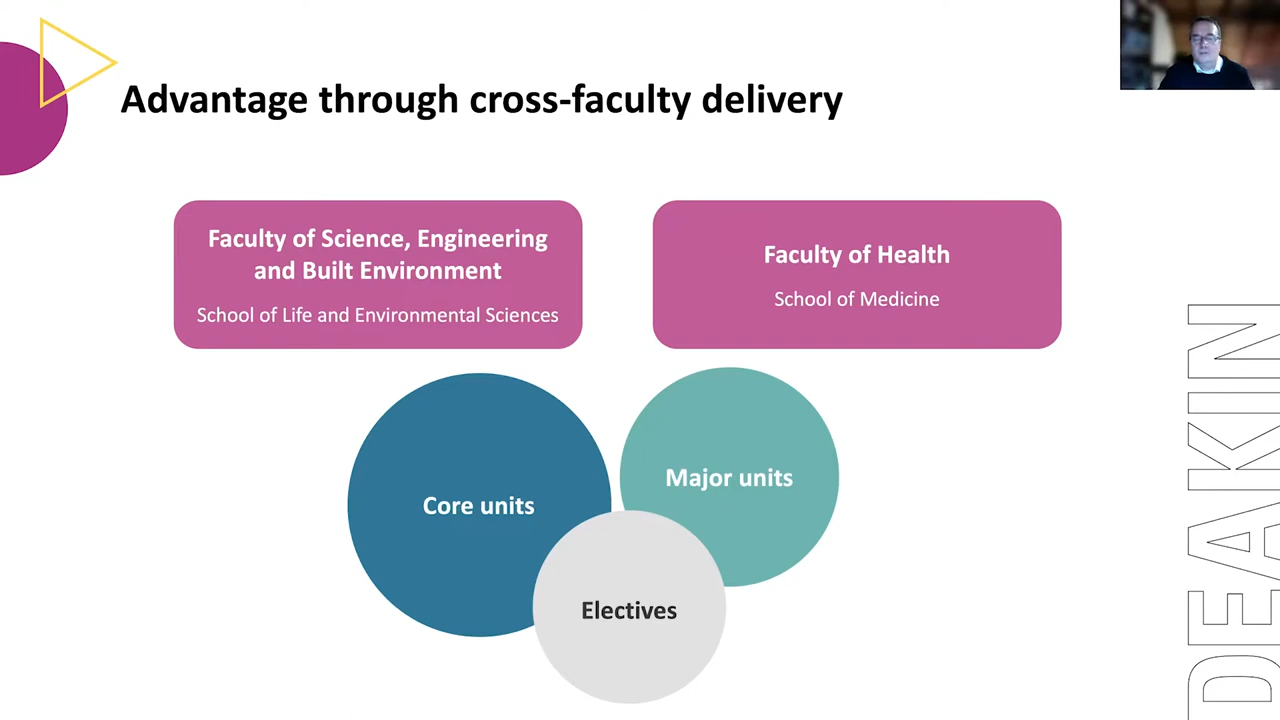 Advantage through cross-faculty delivery
Faculty of Science, Engineering
and Built Environment
School of Life and Environmental Sciences
Faculty of Health
School of Medicine
Core units
Major units
Electives
DEAKIN